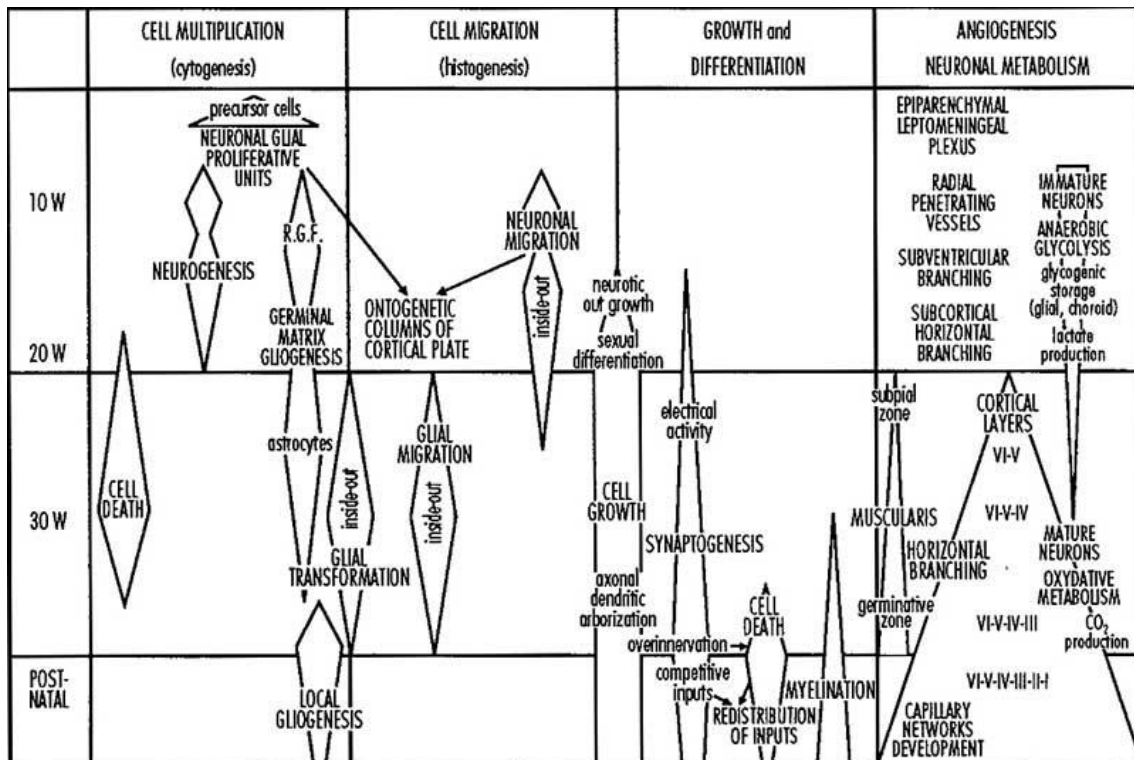 CELL MULTIPLICATION
(cytogenesis)
CELL MIGRATION
(histogenesis)
GROWTH and
DIFFERENTIATION
ANGIOGENESIS
NEURONAL METABOLISM
10 W
20 W
30 W
POST-
NATAL
precursor cells
NEURONAL GLIAL
PROLIFERATIVE
UNITS
R.G.F.
NEUROGENESIS
GERMINAL
MATRIX
GLIOGENESIS
astrocytes
CELL
DEATH
inside-out
GLIAL
TRANSFORMATION
LOCAL
GLIOGENESIS
NEURONAL
MIGRATION
inside-out
ONTOGENETIC
COLUMNS OF
CORTICAL PLATE
GLIAL
MIGRATION
inside-out
neurotic
out growth
sexual
differentiation
CELL
GROWTH
axonal
dendritic
arborization
electrical
activity
SYNAPTOGENESIS
overinnervation
competitive
inputs
CELL
DEATH
REDISTRIBUTION
OF INPUTS
MYELINATION
EPIPARENCHYMAL
LEPTOMENINGEAL
PLEXUS
RADIAL
PENETRATING
VESSELS
SUBVENTRICULAR
BRANCHING
SUBCORTICAL
HORIZONTAL
BRANCHING
IMMATURE
NEURONS
ANAEROBIC
GLYCOLYSIS
glycogenic
storage
(glial, choroid)
lactate
production
subpial
zone
MUSCULARIS
germinative
zone
CORTICAL
LAYERS
VI-V
VI-V-IV
VI-V-IV-III
VI-V-IV-III-II-I
HORIZONTAL
BRANCHING
MATURE
NEURONS
OXYDATIVE
METABOLISM
CO2
production
CAPILLARY
NETWORKS
DEVELOPMENT